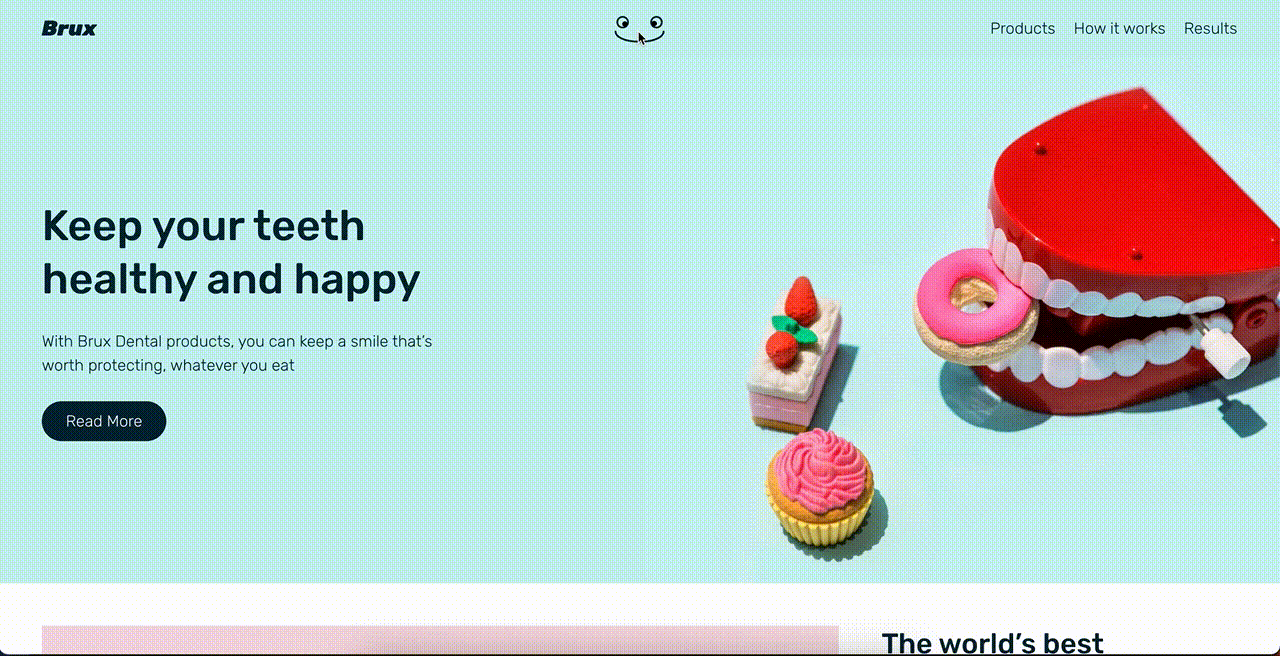 Brux
Products How it works Results
Keep your teeth
healthy and happy
With Brux Dental products, you can keep a smile that’s
worth protecting, whatever you eat
Read More
The world’s best